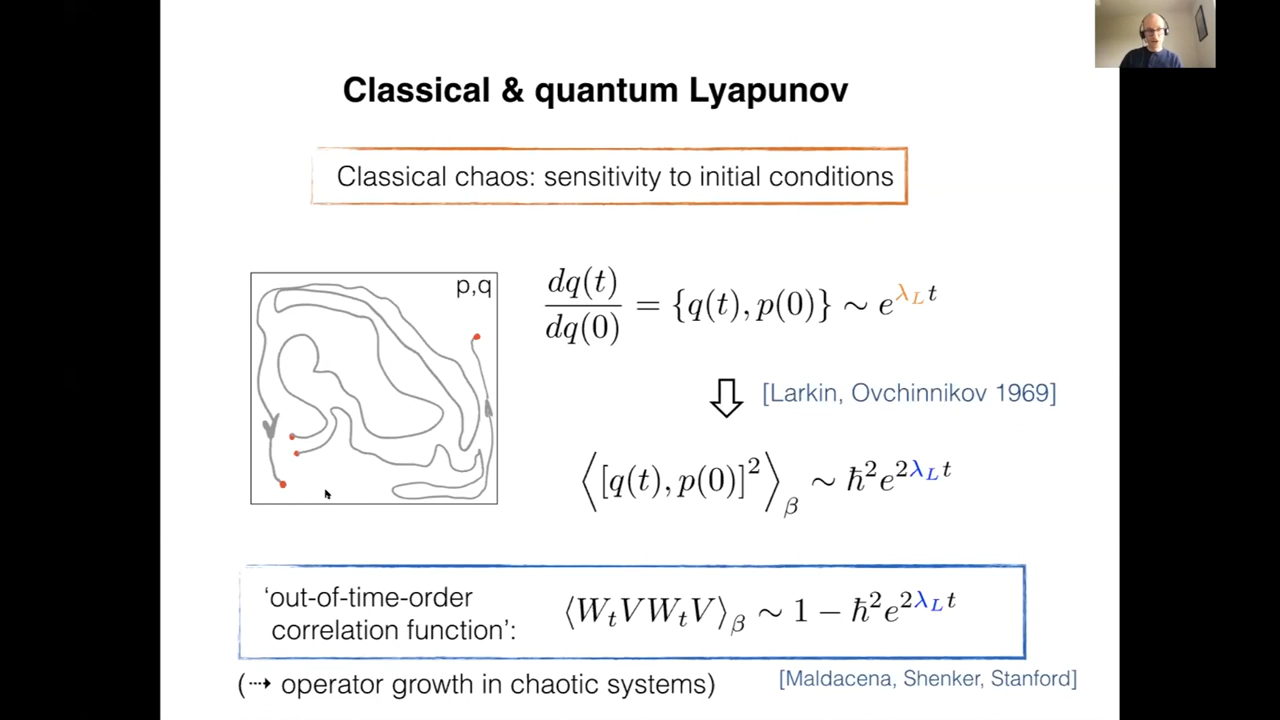 Classical & quantum Lyapunov
Classical chaos: sensitivity to initial conditions
p,q
dq(t)/dq(0) = {q(t), p(0)} ∼ e^{λ_L t}
[Larkin, Ovchinnikov 1969]
⟨[q(t), p(0)]²⟩_β ∼ ħ² e^{2λ_L t}
‘out-of-time-order
correlation function’:
⟨W_t V W_t V⟩_β ∼ 1 − ħ² e^{2λ_L t}
(⇢ operator growth in chaotic systems)
[Maldacena, Shenker, Stanford]